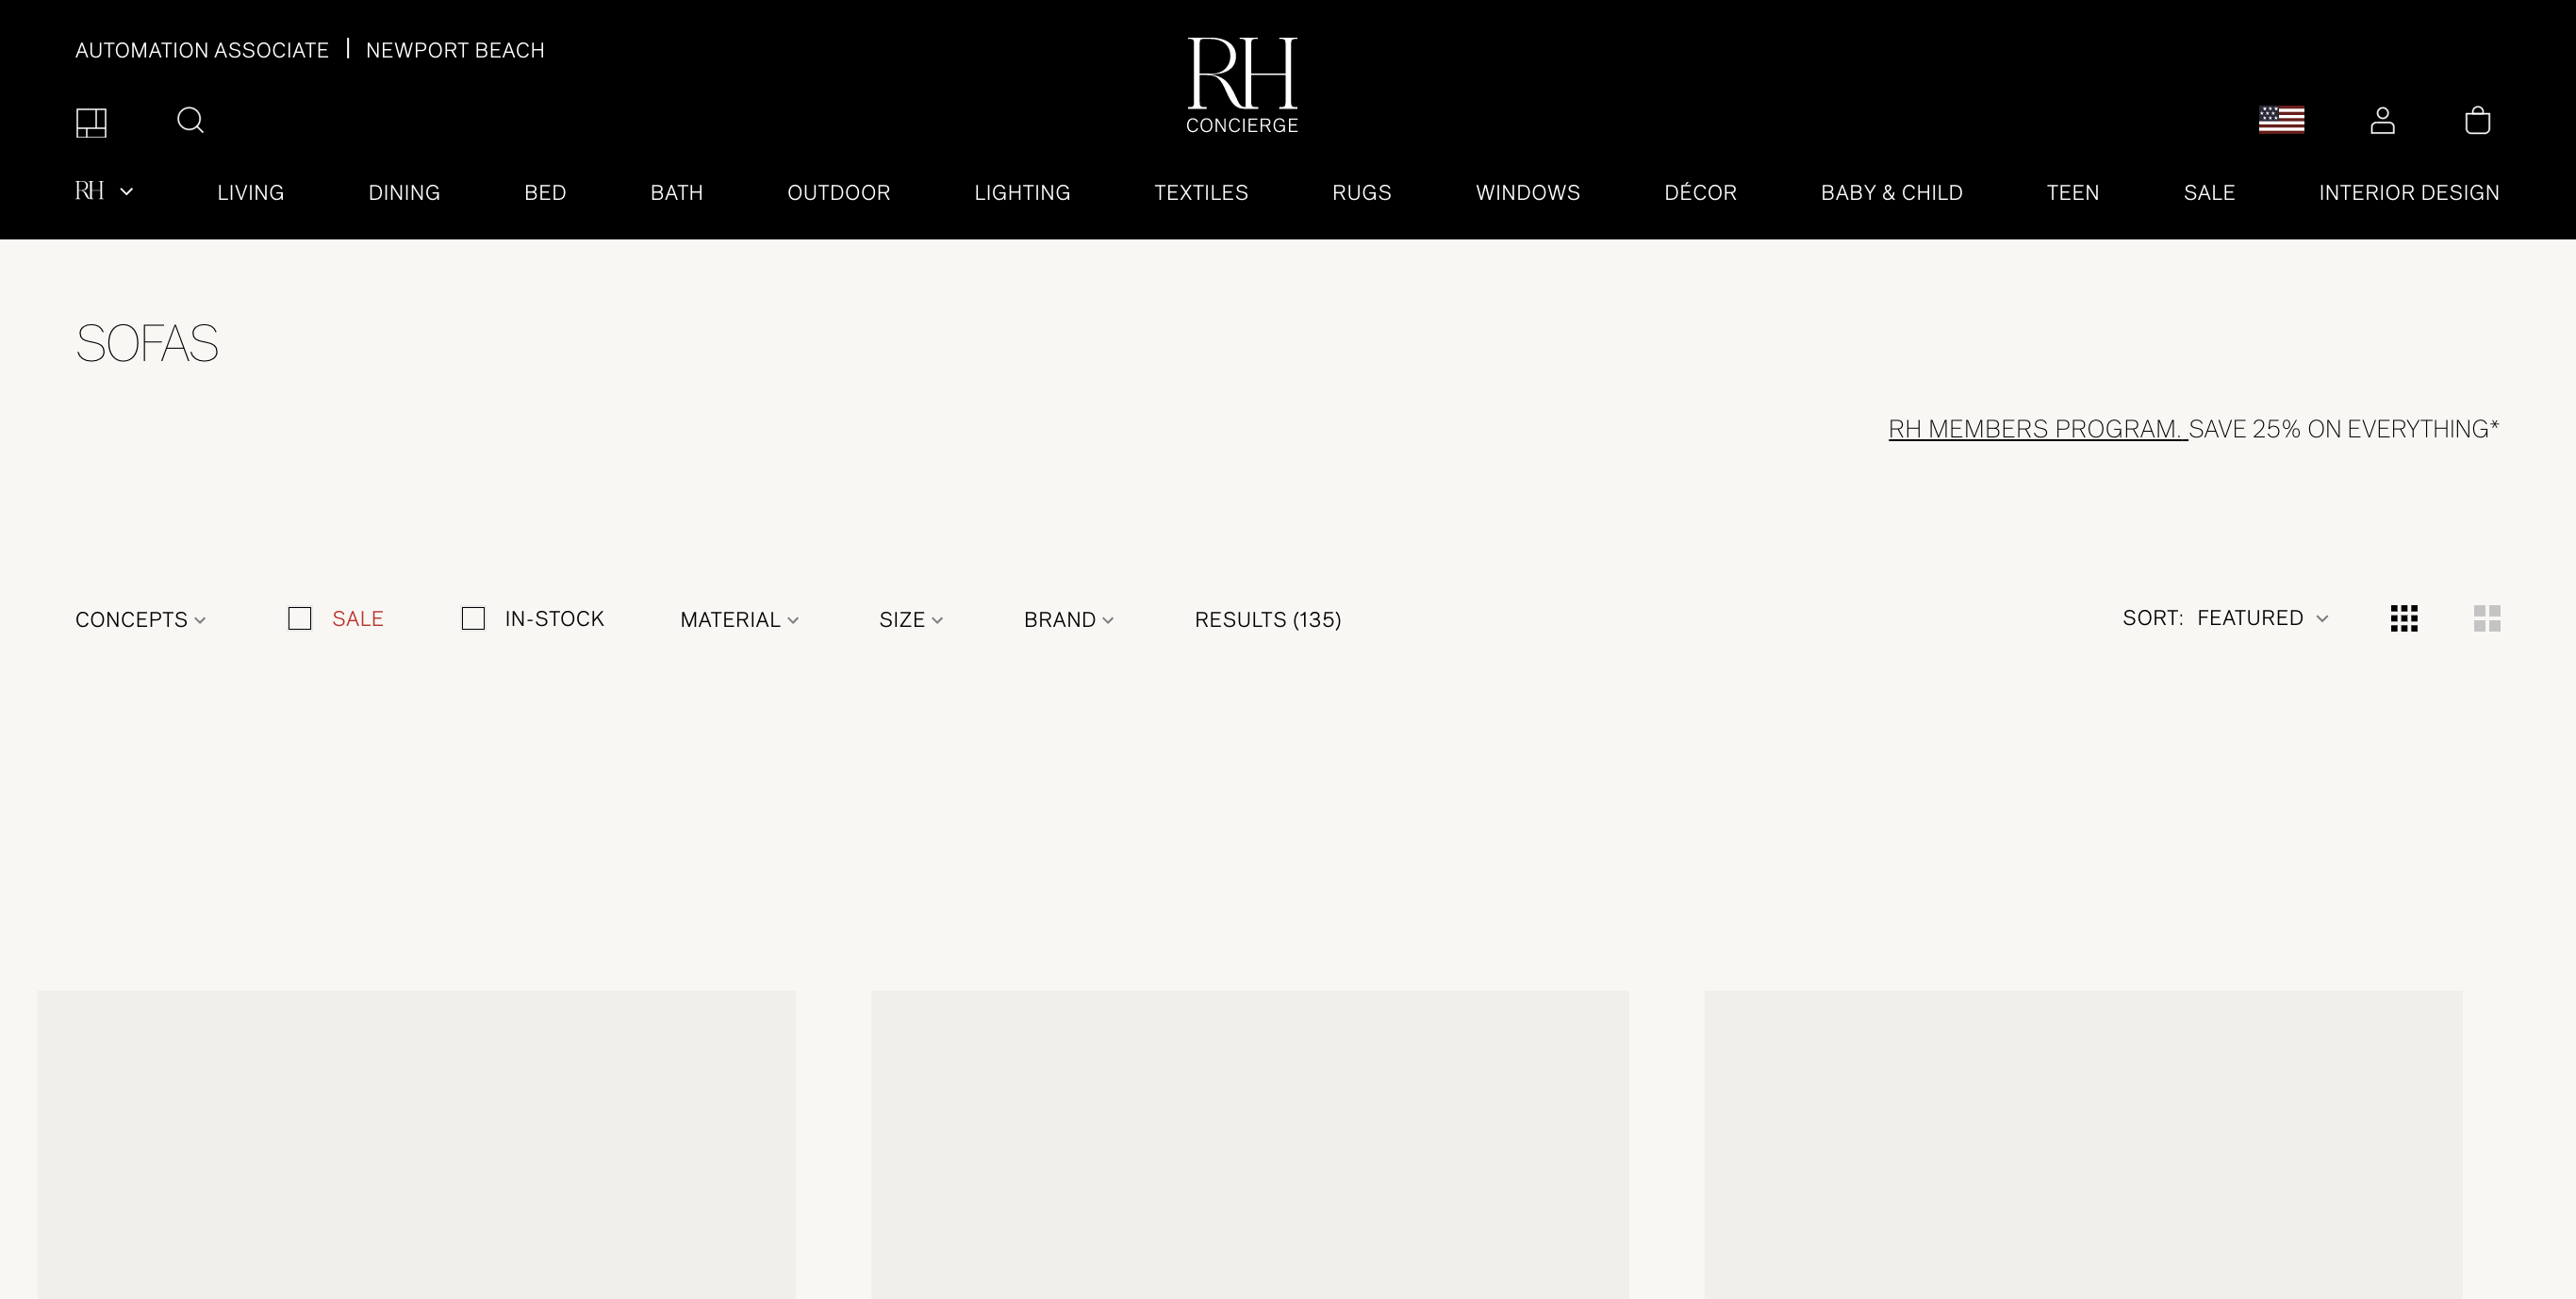 AUTOMATION ASSOCIATE | NEWPORT BEACH
RH
CONCIERGE
RH LIVING DINING BED BATH OUTDOOR LIGHTING TEXTILES RUGS WINDOWS DÉCOR BABY & CHILD TEEN SALE INTERIOR DESIGN
SOFAS
RH MEMBERS PROGRAM. SAVE 25% ON EVERYTHING*
CONCEPTS SALE IN-STOCK MATERIAL SIZE BRAND RESULTS (135) SORT: FEATURED